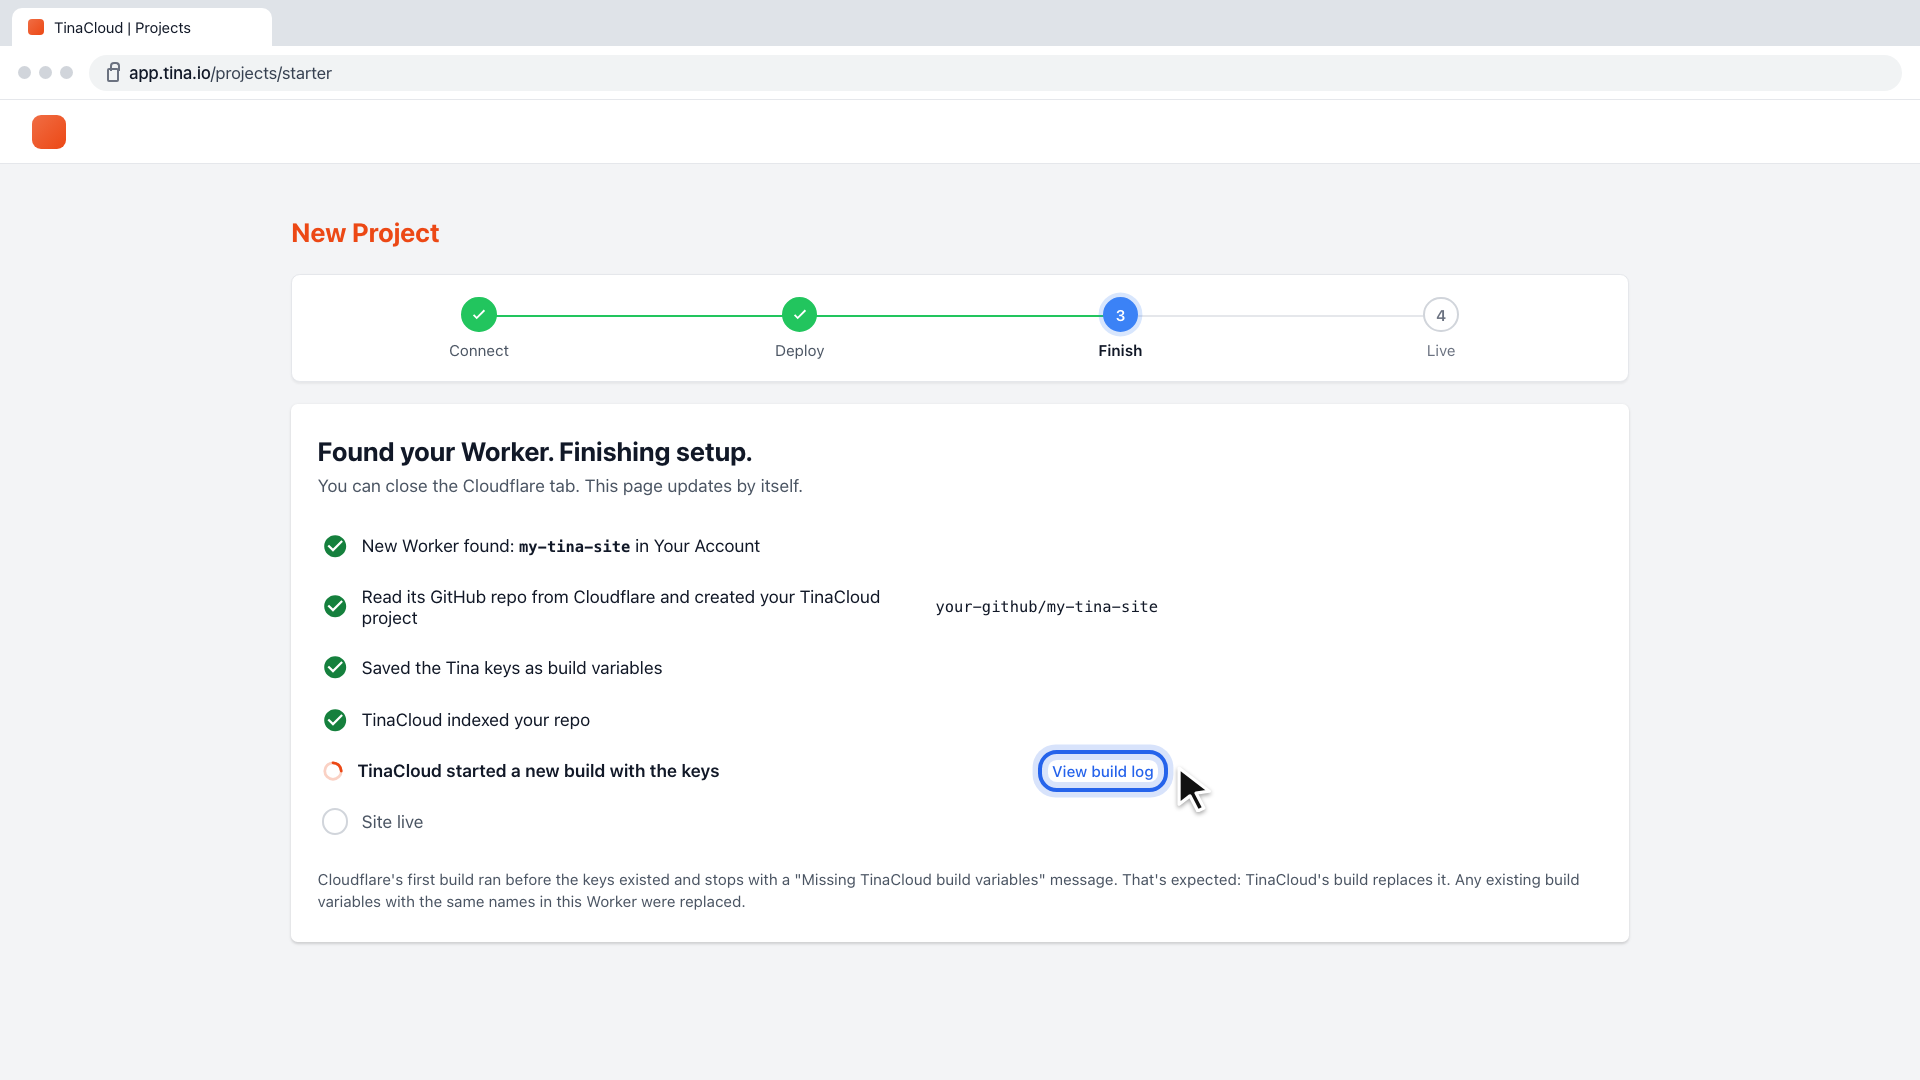 TinaCloud | Projects
app.tina.io/projects/starter
New Project
3
4
Connect
Deploy
Finish
Live
Found your Worker. Finishing setup.
You can close the Cloudflare tab. This page updates by itself.
New Worker found: my-tina-site in Your Account
Read its GitHub repo from Cloudflare and created your TinaCloud
project
your-github/my-tina-site
Saved the Tina keys as build variables
TinaCloud indexed your repo
TinaCloud started a new build with the keys
View build log
Site live
Cloudflare's first build ran before the keys existed and stops with a "Missing TinaCloud build variables" message. That's expected: TinaCloud's build replaces it. Any existing build
variables with the same names in this Worker were replaced.